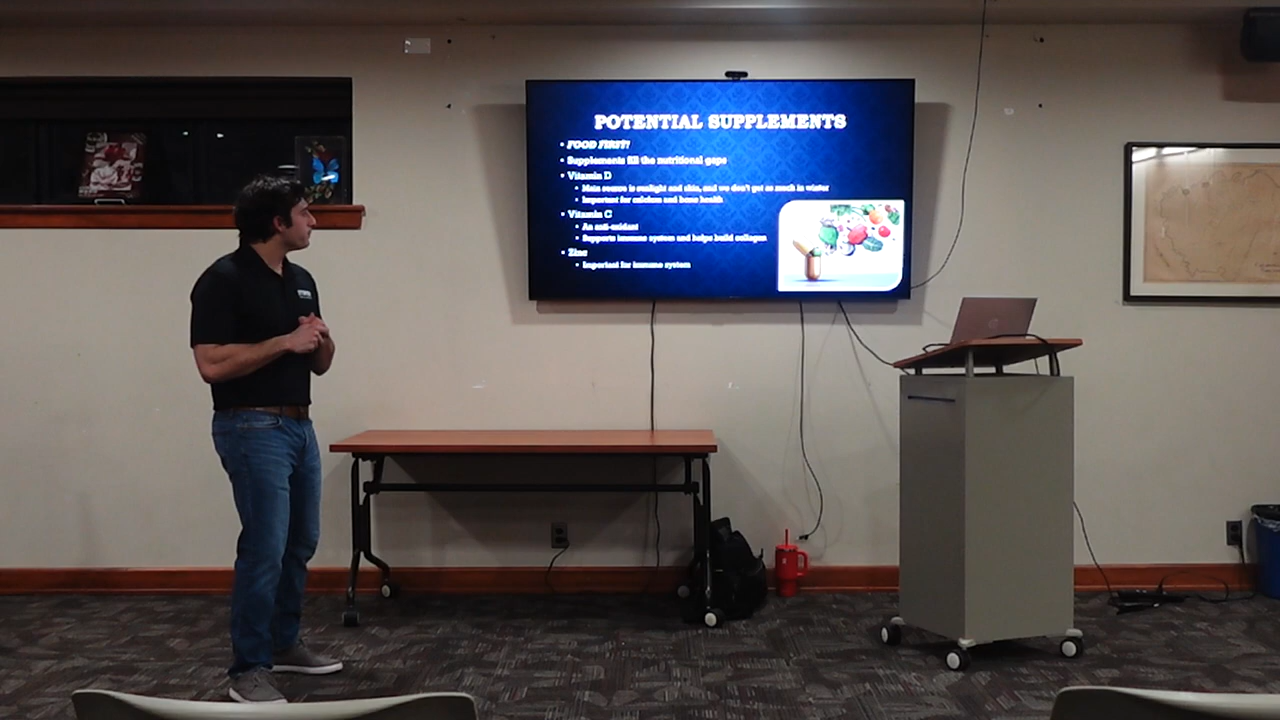 POTENTIAL SUPPLEMENTS
• FOOD FIRST!
• Supplements fill the nutritional gaps
• Vitamin D
• Main source is sunlight and skin, and we don't get as much in winter
• Important for calcium and bone health
• Vitamin C
• An anti-oxidant
• Supports immune system and helps build collagen
• Zinc
• Important for immune system